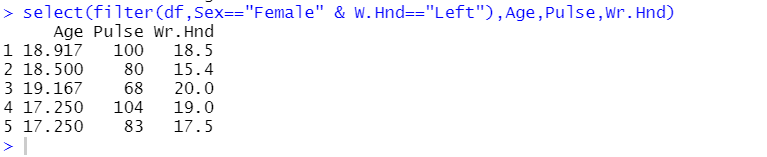 > select(filter(df,Sex=="Female" & W.Hnd=="Left"),Age,Pulse,Wr.Hnd)
     Age Pulse Wr.Hnd
1 18.917   100   18.5
2 18.500    80   15.4
3 19.167    68   20.0
4 17.250   104   19.0
5 17.250    83   17.5
>